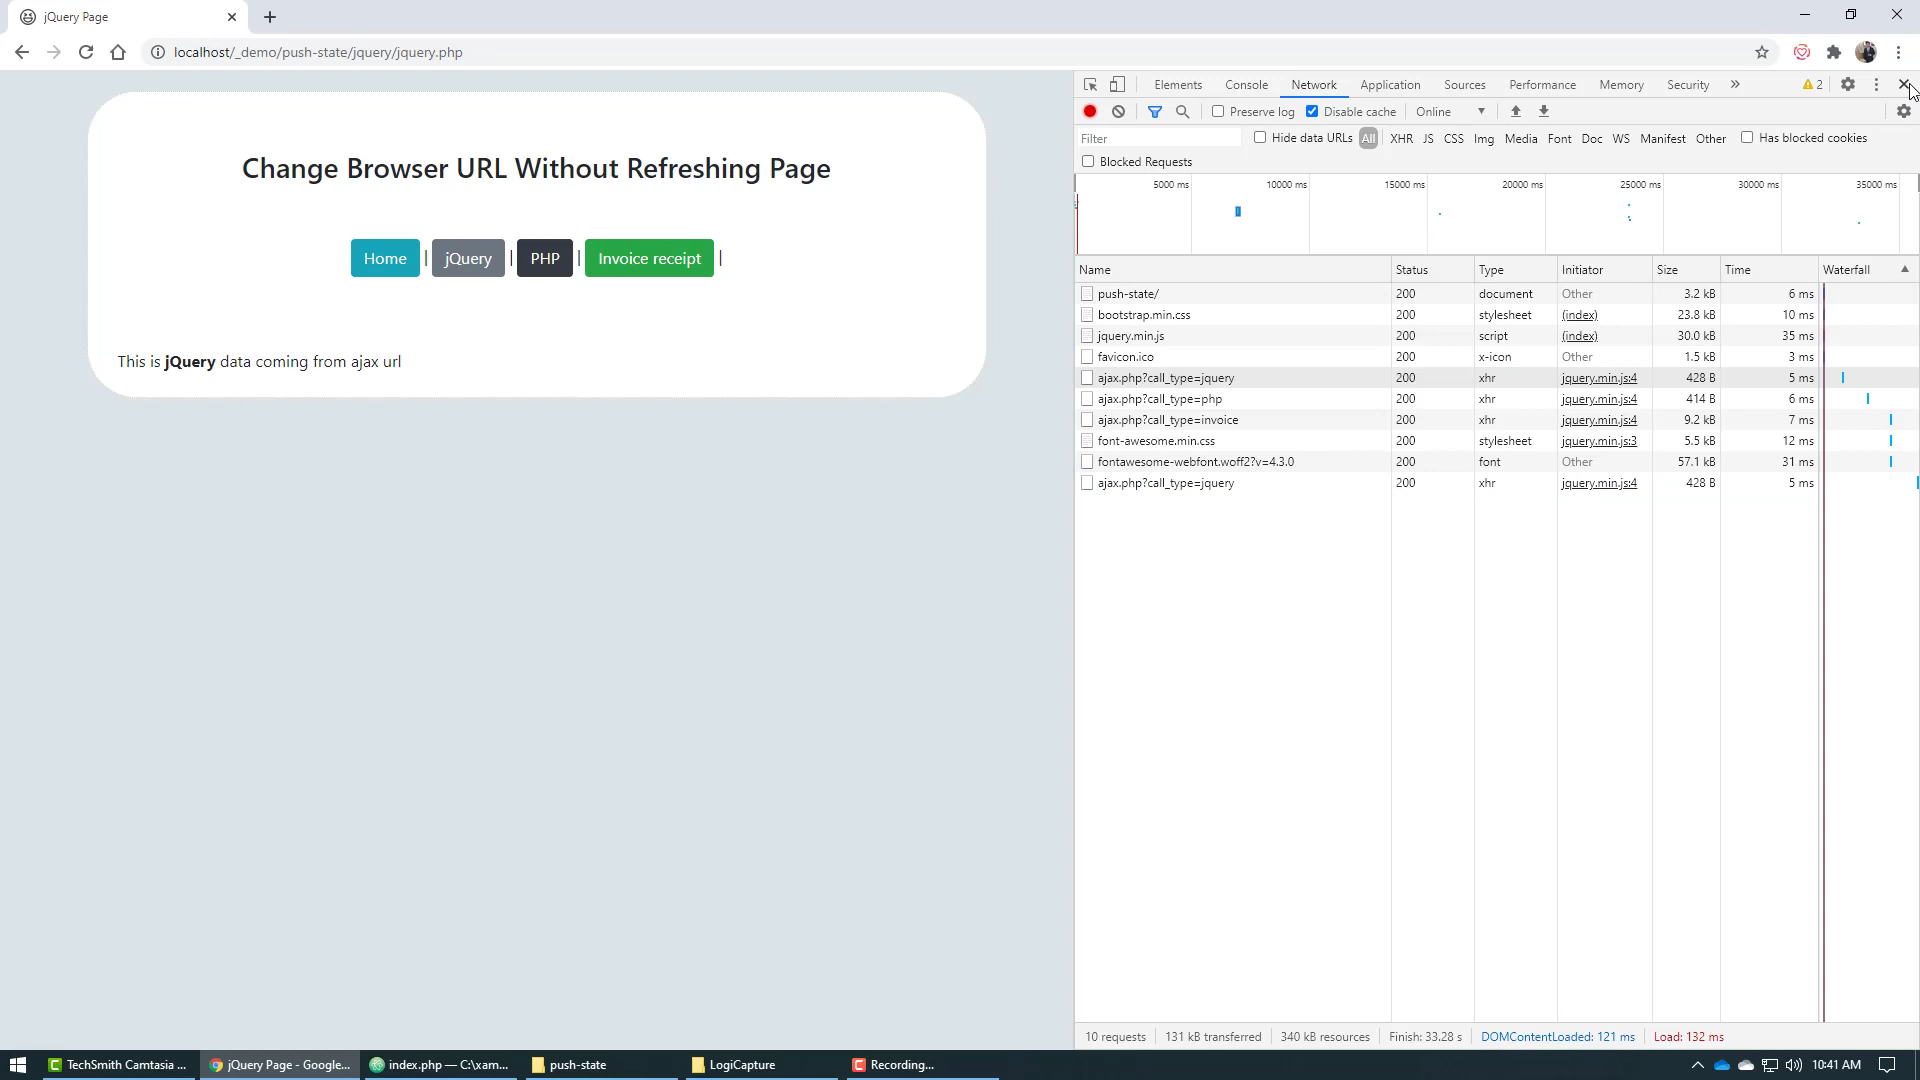 jQuery Page
localhost/_demo/push-state/jquery/jquery.php
Change Browser URL Without Refreshing Page
Home | jQuery | PHP | Invoice receipt |
This is jQuery data coming from ajax url
Elements Console Network Application Sources Performance Memory Security » 2
Preserve log Disable cache Online
Filter Hide data URLs All XHR JS CSS Img Media Font Doc WS Manifest Other Has blocked cookies
Blocked Requests
5000 ms 10000 ms 15000 ms 20000 ms 25000 ms 30000 ms 35000 ms
Name Status Type Initiator Size Time Waterfall
push-state/ 200 document Other 3.2 kB 6 ms
bootstrap.min.css 200 stylesheet (index) 23.8 kB 10 ms
jquery.min.js 200 script (index) 30.0 kB 35 ms
favicon.ico 200 x-icon Other 1.5 kB 3 ms
ajax.php?call_type=jquery 200 xhr jquery.min.js:4 428 B 5 ms
ajax.php?call_type=php 200 xhr jquery.min.js:4 414 B 6 ms
ajax.php?call_type=invoice 200 xhr jquery.min.js:4 9.2 kB 7 ms
font-awesome.min.css 200 stylesheet jquery.min.js:3 5.5 kB 12 ms
fontawesome-webfont.woff2?v=4.3.0 200 font Other 57.1 kB 31 ms
ajax.php?call_type=jquery 200 xhr jquery.min.js:4 428 B 5 ms
10 requests 131 kB transferred 340 kB resources Finish: 33.28 s DOMContentLoaded: 121 ms Load: 132 ms
TechSmith Camtasia ... jQuery Page - Google... index.php — C:\xam... push-state LogiCapture Recording... 10:41 AM